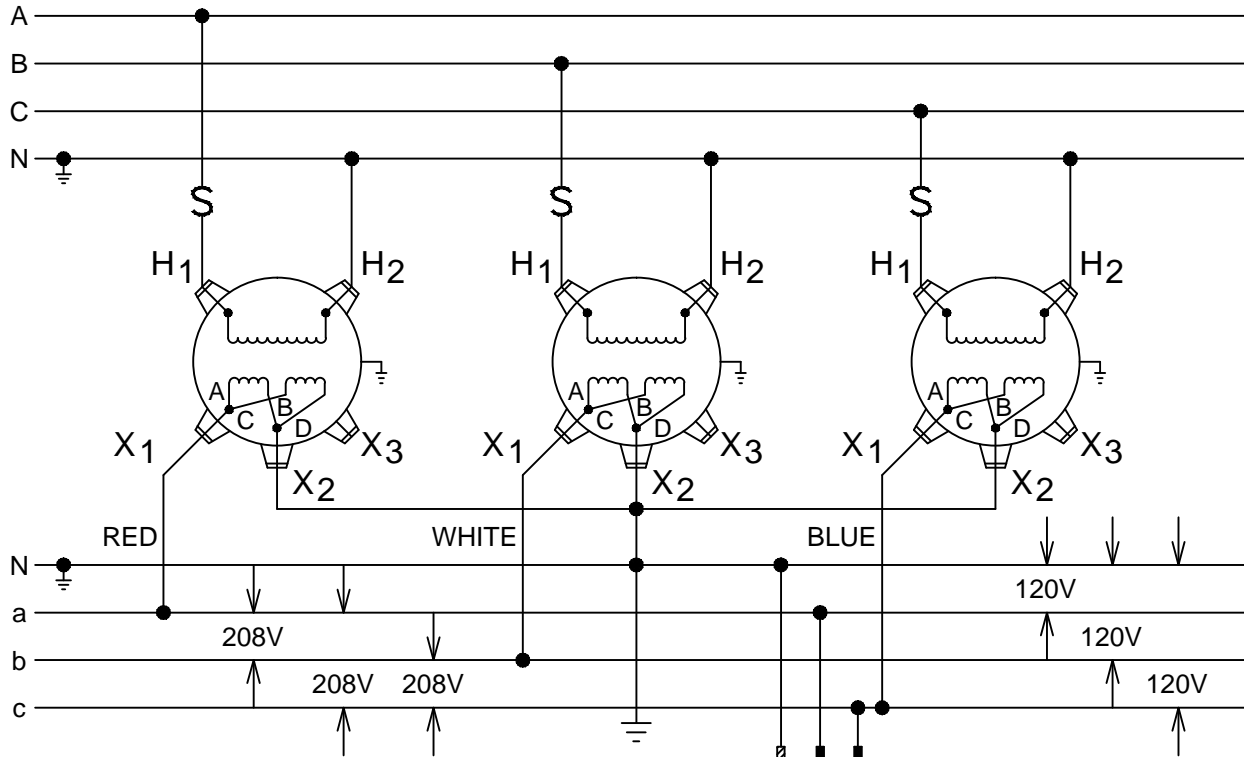 A
B
C
N
S S S
H1 H2 H1 H2 H1 H2
A B C D A B C D A B C D
X1 X3 X1 X3 X1 X3
X2 X2 X2
RED WHITE BLUE
N
120V
a
208V 120V
b
208V 208V 120V
c